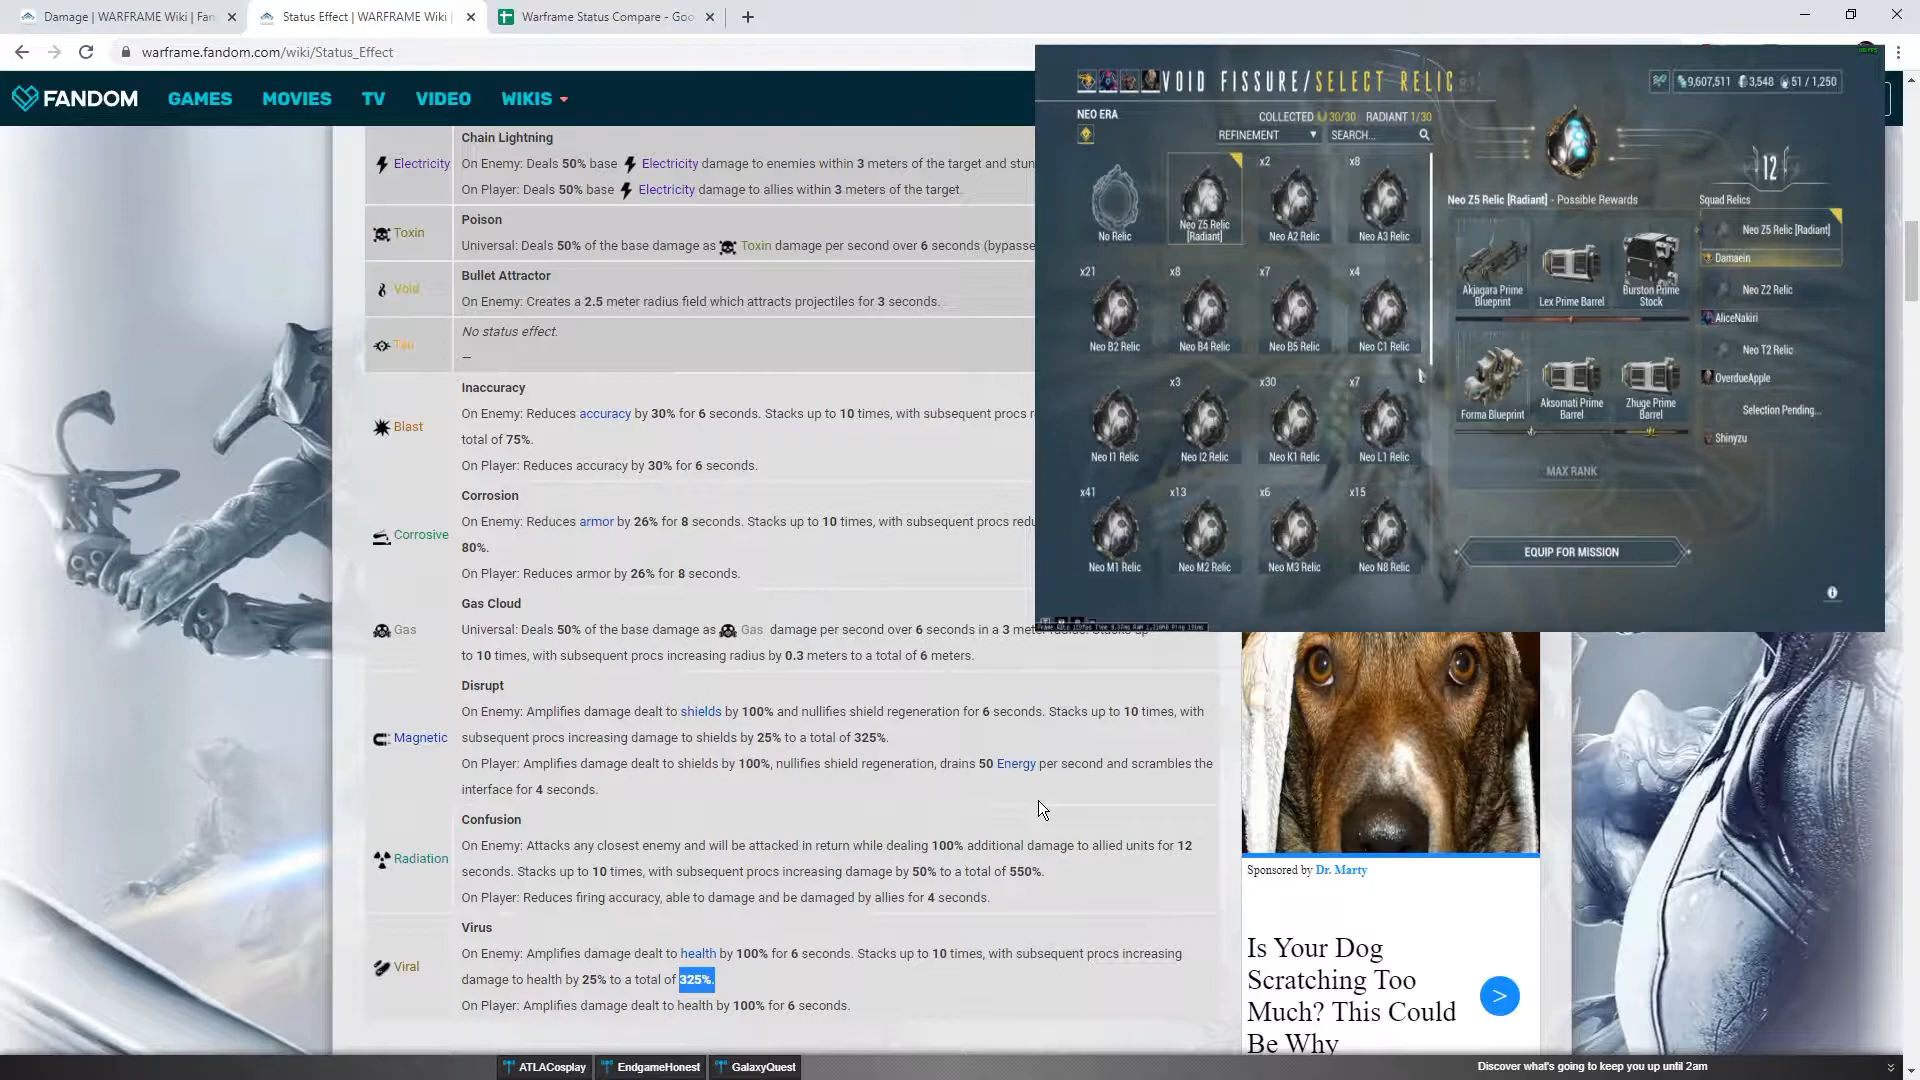 Damage | WARFRAME Wiki | Fan
Status Effect | WARFRAME Wiki |
Warframe Status Compare - Goo
warframe.fandom.com/wiki/Status_Effect
FANDOM
GAMES
MOVIES
TV
VIDEO
WIKIS
Chain Lightning
Electricity
On Enemy: Deals 50% base Electricity damage to enemies within 3 meters of the target and stun
On Player: Deals 50% base Electricity damage to allies within 3 meters of the target.
Poison
Toxin
Universal: Deals 50% of the base damage as Toxin damage per second over 6 seconds (bypasse
Bullet Attractor
Void
On Enemy: Creates a 2.5 meter radius field which attracts projectiles for 3 seconds.
No status effect.
Tau
—
Inaccuracy
On Enemy: Reduces accuracy by 30% for 6 seconds. Stacks up to 10 times, with subsequent procs r
Blast
total of 75%.
On Player: Reduces accuracy by 30% for 6 seconds.
Corrosion
On Enemy: Reduces armor by 26% for 8 seconds. Stacks up to 10 times, with subsequent procs redu
Corrosive
80%.
On Player: Reduces armor by 26% for 8 seconds.
Gas Cloud
Gas
Universal: Deals 50% of the base damage as Gas damage per second over 6 seconds in a 3 meter radius. Stacks up
to 10 times, with subsequent procs increasing radius by 0.3 meters to a total of 6 meters.
Disrupt
On Enemy: Amplifies damage dealt to shields by 100% and nullifies shield regeneration for 6 seconds. Stacks up to 10 times, with
Magnetic
subsequent procs increasing damage to shields by 25% to a total of 325%.
On Player: Amplifies damage dealt to shields by 100%, nullifies shield regeneration, drains 50 Energy per second and scrambles the
interface for 4 seconds.
Confusion
On Enemy: Attacks any closest enemy and will be attacked in return while dealing 100% additional damage to allied units for 12
Radiation
seconds. Stacks up to 10 times, with subsequent procs increasing damage by 50% to a total of 550%.
On Player: Reduces firing accuracy, able to damage and be damaged by allies for 4 seconds.
Virus
On Enemy: Amplifies damage dealt to health by 100% for 6 seconds. Stacks up to 10 times, with subsequent procs increasing
Viral
damage to health by 25% to a total of 325%.
On Player: Amplifies damage dealt to health by 100% for 6 seconds.
VOID FISSURE/SELECT RELIC
9,607,511 3,548 51 / 1,250
NEO ERA
COLLECTED 30/30 RADIANT 1/30
REFINEMENT
SEARCH...
No Relic
Neo Z5 Relic
[Radiant]
x2
Neo A2 Relic
x8
Neo A3 Relic
x21
Neo B2 Relic
x8
Neo B4 Relic
x7
Neo B5 Relic
x4
Neo C1 Relic
Neo I1 Relic
x3
Neo I2 Relic
x30
Neo K1 Relic
x7
Neo L1 Relic
x41
Neo M1 Relic
x13
Neo M2 Relic
x6
Neo M3 Relic
x15
Neo N8 Relic
12
Neo Z5 Relic [Radiant] - Possible Rewards
Akjagara Prime
Blueprint
Lex Prime Barrel
Burston Prime
Stock
Forma Blueprint
Aksomati Prime
Barrel
Zhuge Prime
Barrel
MAX RANK
EQUIP FOR MISSION
Squad Relics
Neo Z5 Relic [Radiant]
Damaein
Neo Z2 Relic
AliceNakiri
Neo T2 Relic
OverdueApple
Selection Pending...
Shinyzu
Sponsored by Dr. Marty
Is Your Dog
Scratching Too
Much? This Could
Be Why
>
ATLACosplay
EndgameHonest
GalaxyQuest
Discover what's going to keep you up until 2am